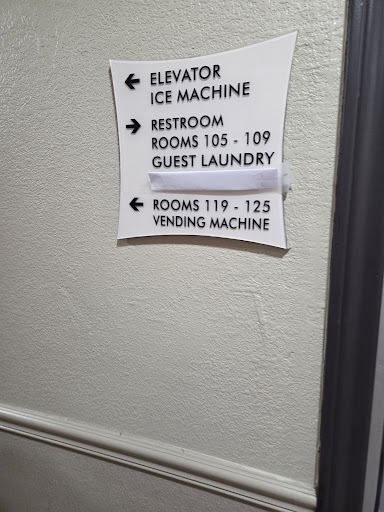 ← ELEVATOR
ICE MACHINE
→ RESTROOM
ROOMS 105 - 109
GUEST LAUNDRY
← ROOMS 119 - 125
VENDING MACHINE